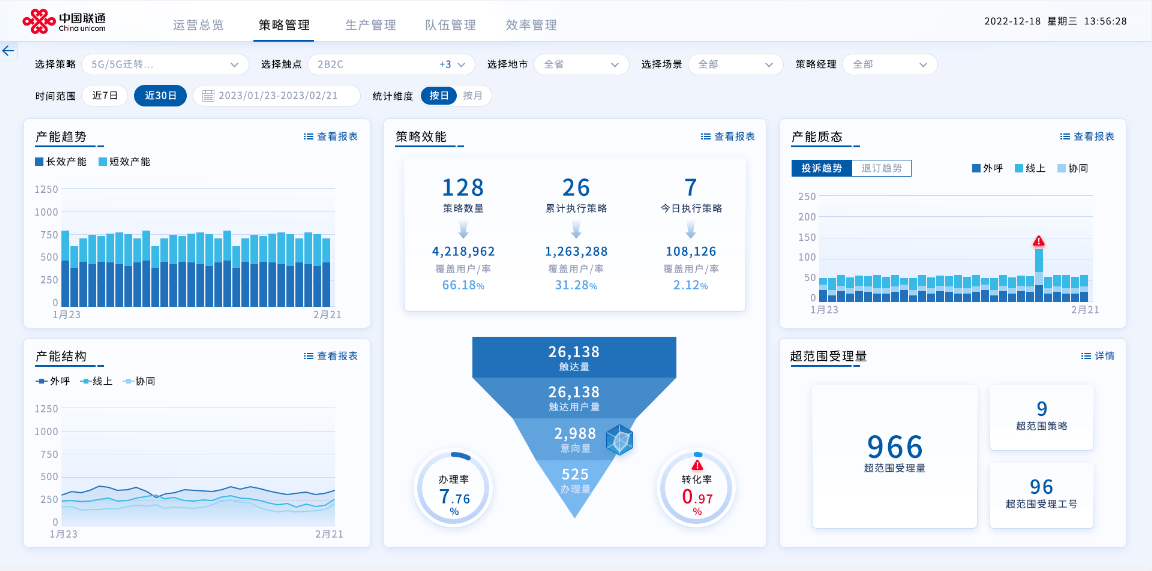 中国联通
China unicom
运营总览 策略管理 生产管理 队伍管理 效率管理
2022-12-18 星期三 13:56:28
选择策略 5G/5G迁转... 选择触点 2B2C +3 选择地市 全省 选择场景 全部 策略经理 全部
时间范围 近7日 近30日 2023/01/23-2023/02/21 统计维度 按日 按月
产能趋势 查看报表
长效产能 短效产能
1250
1000
750
500
250
0
1月23 2月21
产能结构 查看报表
外呼 线上 协同
1250
1000
750
500
250
0
1月23 2月21
策略效能 查看报表
128 26 7
策略数量 累计执行策略 今日执行策略
4,218,962 1,263,288 108,126
覆盖用户/率 覆盖用户/率 覆盖用户/率
66.18% 31.28% 2.12%
26,138
触达量
26,138
触达用户量
2,988
意向量
525
办理量
办理率
7.76
%
转化率
0.97
%
产能质态 查看报表
投诉趋势 退订趋势 外呼 线上 协同
250
200
150
100
50
0
1月23 2月21
超范围受理量 详情
966
超范围受理量
9
超范围策略
96
超范围受理工号